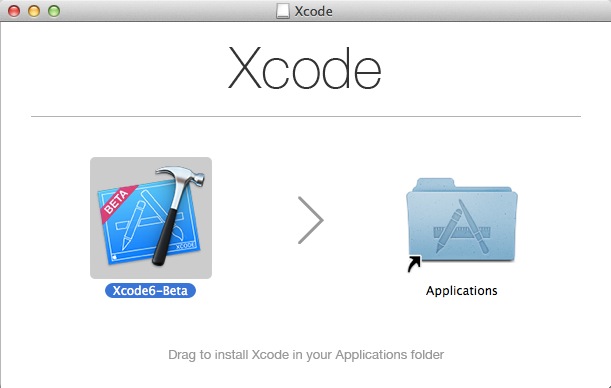 Xcode
Xcode
BETA
XCODE
Xcode6-Beta
Applications
Drag to install Xcode in your Applications folder